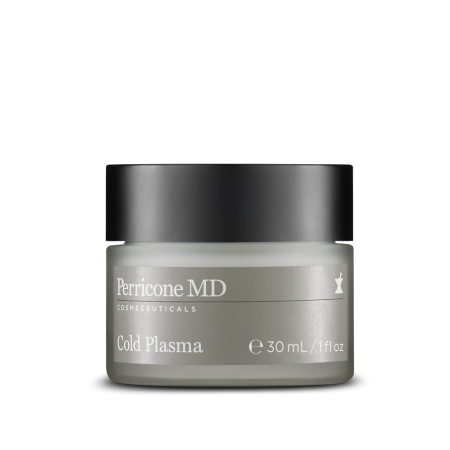 Perricone MD
COSMECEUTICALS
Cold Plasma
℮ 30 mL / 1 fl oz